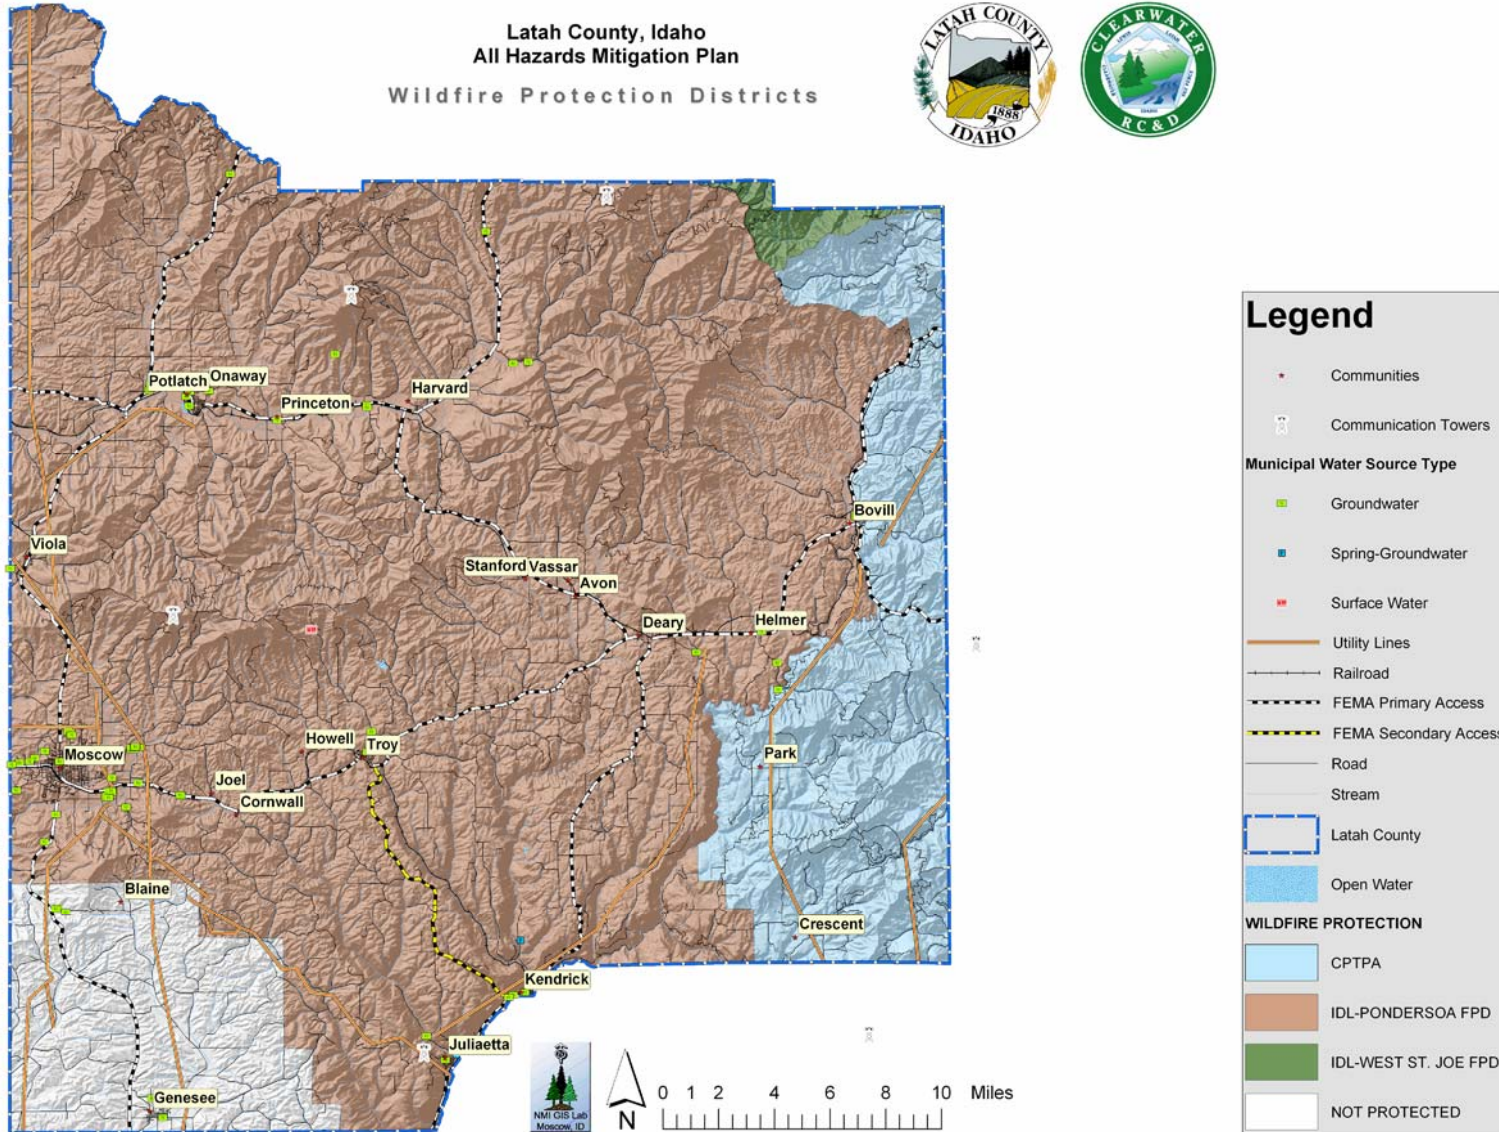 Latah County, Idaho
All Hazards Mitigation Plan
Wildfire Protection Districts
LATAH COUNTY
1888
IDAHO
CLEARWATER
RC & D
Potlatch
Onaway
Princeton
Harvard
Viola
Bovill
Stanford
Vassar
Avon
Deary
Helmer
Howell
Troy
Moscow
Joel
Cornwall
Park
Blaine
Crescent
Kendrick
Juliaetta
Genesee
NMI GIS Lab
Moscow, ID
N
0 1 2 4 6 8 10 Miles
Legend
Communities
Communication Towers
Municipal Water Source Type
Groundwater
Spring-Groundwater
Surface Water
Utility Lines
Railroad
FEMA Primary Access
FEMA Secondary Access
Road
Stream
Latah County
Open Water
WILDFIRE PROTECTION
CPTPA
IDL-PONDERSOA FPD
IDL-WEST ST. JOE FPD
NOT PROTECTED